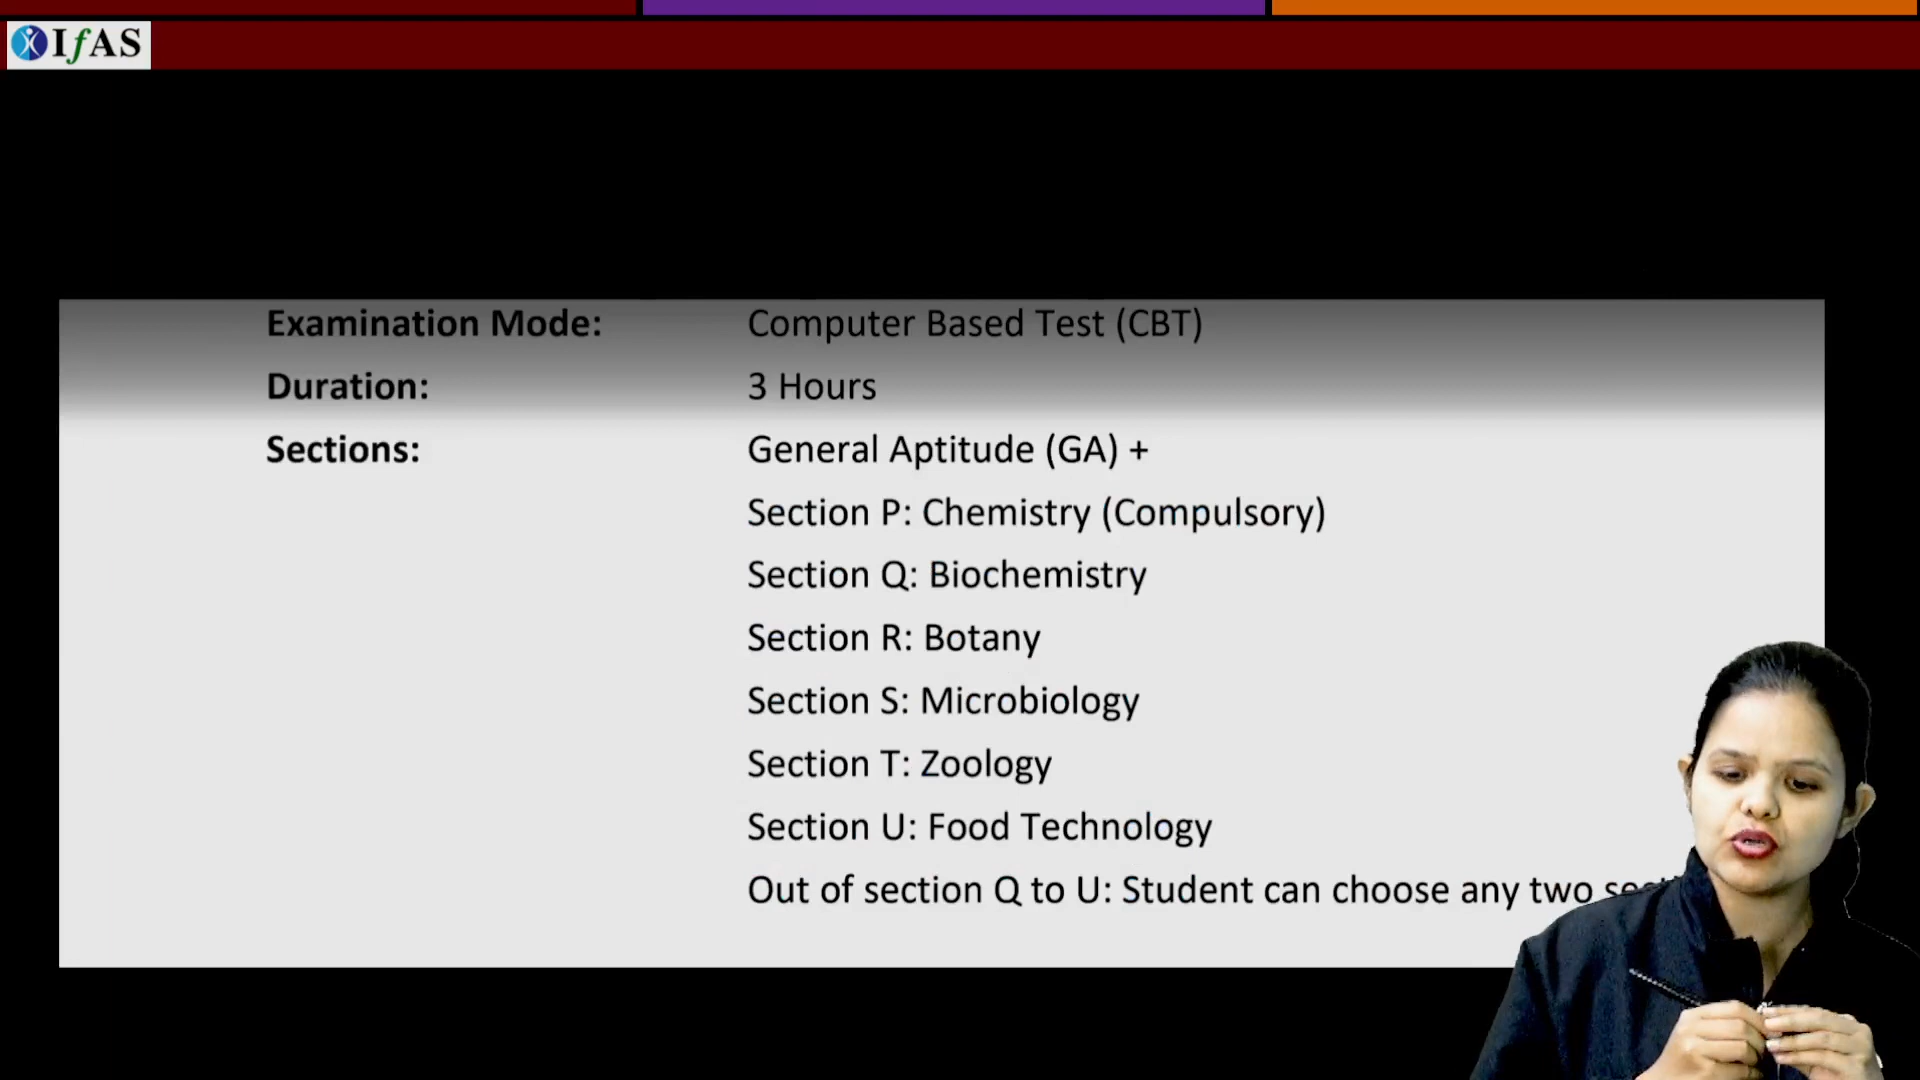 IfAS
Examination Mode: Computer Based Test (CBT)
Duration: 3 Hours
Sections: General Aptitude (GA) +
Section P: Chemistry (Compulsory)
Section Q: Biochemistry
Section R: Botany
Section S: Microbiology
Section T: Zoology
Section U: Food Technology
Out of section Q to U: Student can choose any two